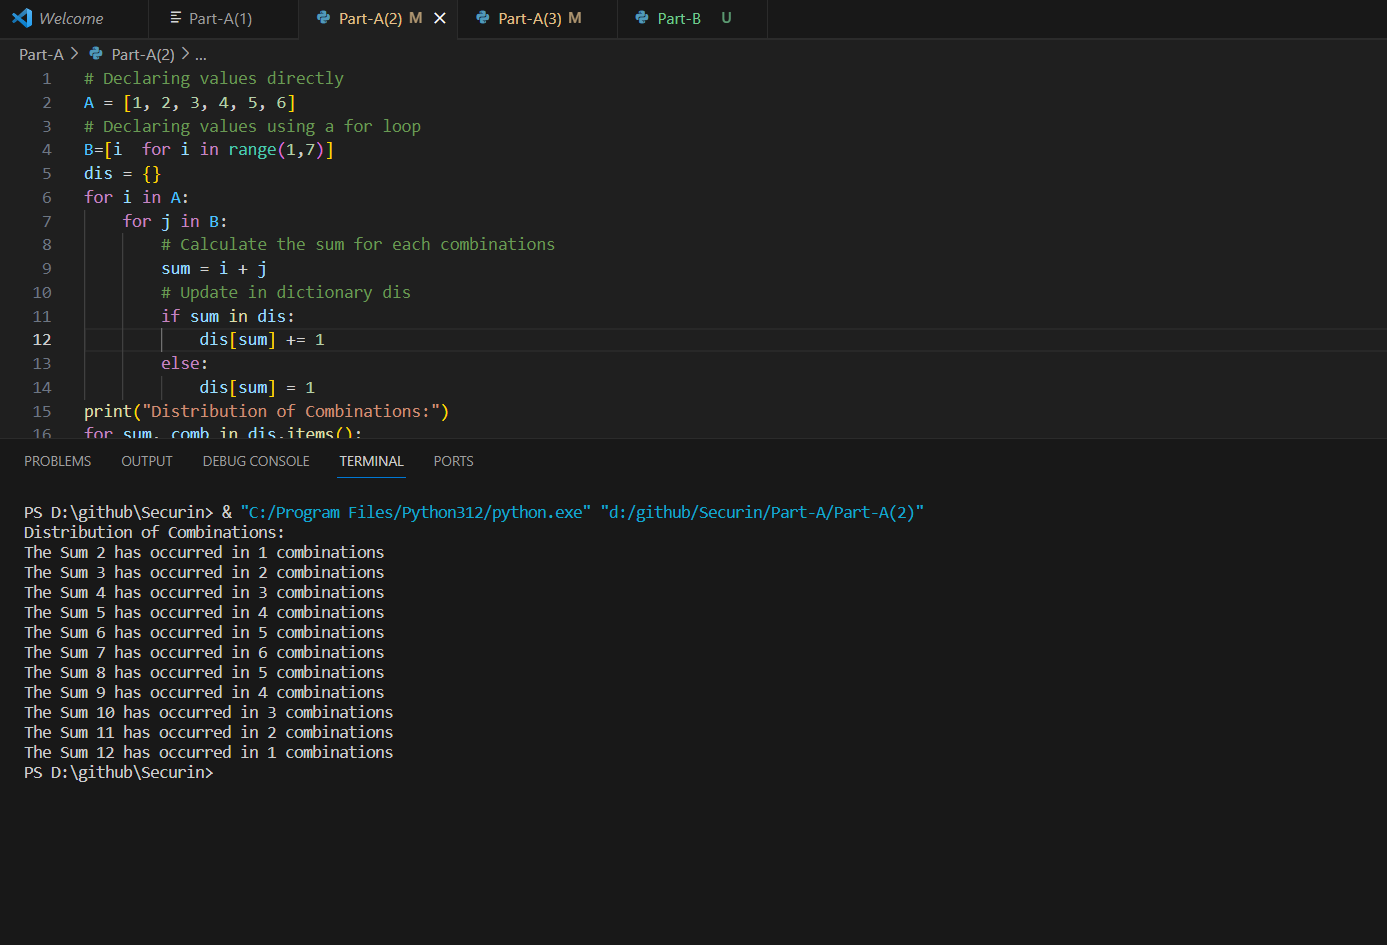 Welcome Part-A(1) Part-A(2) M Part-A(3) M Part-B U
Part-A > Part-A(2) > ...
1 # Declaring values directly
2 A = [1, 2, 3, 4, 5, 6]
3 # Declaring values using a for loop
4 B=[i  for i in range(1,7)]
5 dis = {}
6 for i in A:
7     for j in B:
8         # Calculate the sum for each combinations
9         sum = i + j
10         # Update in dictionary dis
11         if sum in dis:
12             dis[sum] += 1
13         else:
14             dis[sum] = 1
15 print("Distribution of Combinations:")
16 for sum, comb in dis.items():
PROBLEMS OUTPUT DEBUG CONSOLE TERMINAL PORTS
PS D:\github\Securin> & "C:/Program Files/Python312/python.exe" "d:/github/Securin/Part-A/Part-A(2)"
Distribution of Combinations:
The Sum 2 has occurred in 1 combinations
The Sum 3 has occurred in 2 combinations
The Sum 4 has occurred in 3 combinations
The Sum 5 has occurred in 4 combinations
The Sum 6 has occurred in 5 combinations
The Sum 7 has occurred in 6 combinations
The Sum 8 has occurred in 5 combinations
The Sum 9 has occurred in 4 combinations
The Sum 10 has occurred in 3 combinations
The Sum 11 has occurred in 2 combinations
The Sum 12 has occurred in 1 combinations
PS D:\github\Securin>